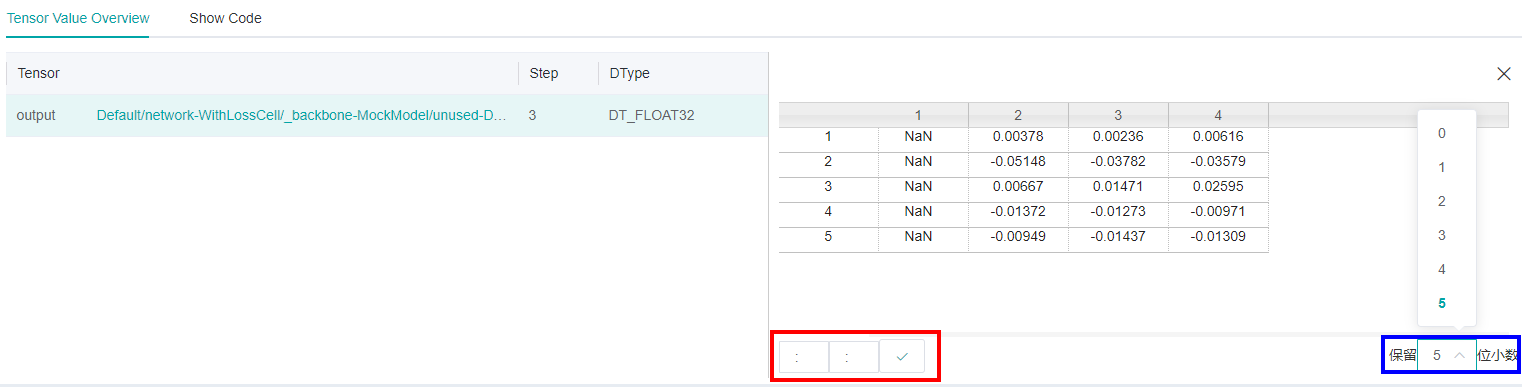 Tensor Value Overview Show Code
Tensor Step DType
output Default/network-WithLossCell/_backbone-MockModel/unused-D... 3 DT_FLOAT32
1 2 3 4
1 NaN 0.00378 0.00236 0.00616
2 NaN -0.05148 -0.03782 -0.03579
3 NaN 0.00667 0.01471 0.02595
4 NaN -0.01372 -0.01273 -0.00971
5 NaN -0.00949 -0.01437 -0.01309
0
1
2
3
4
5
: :
保留 5 位小数